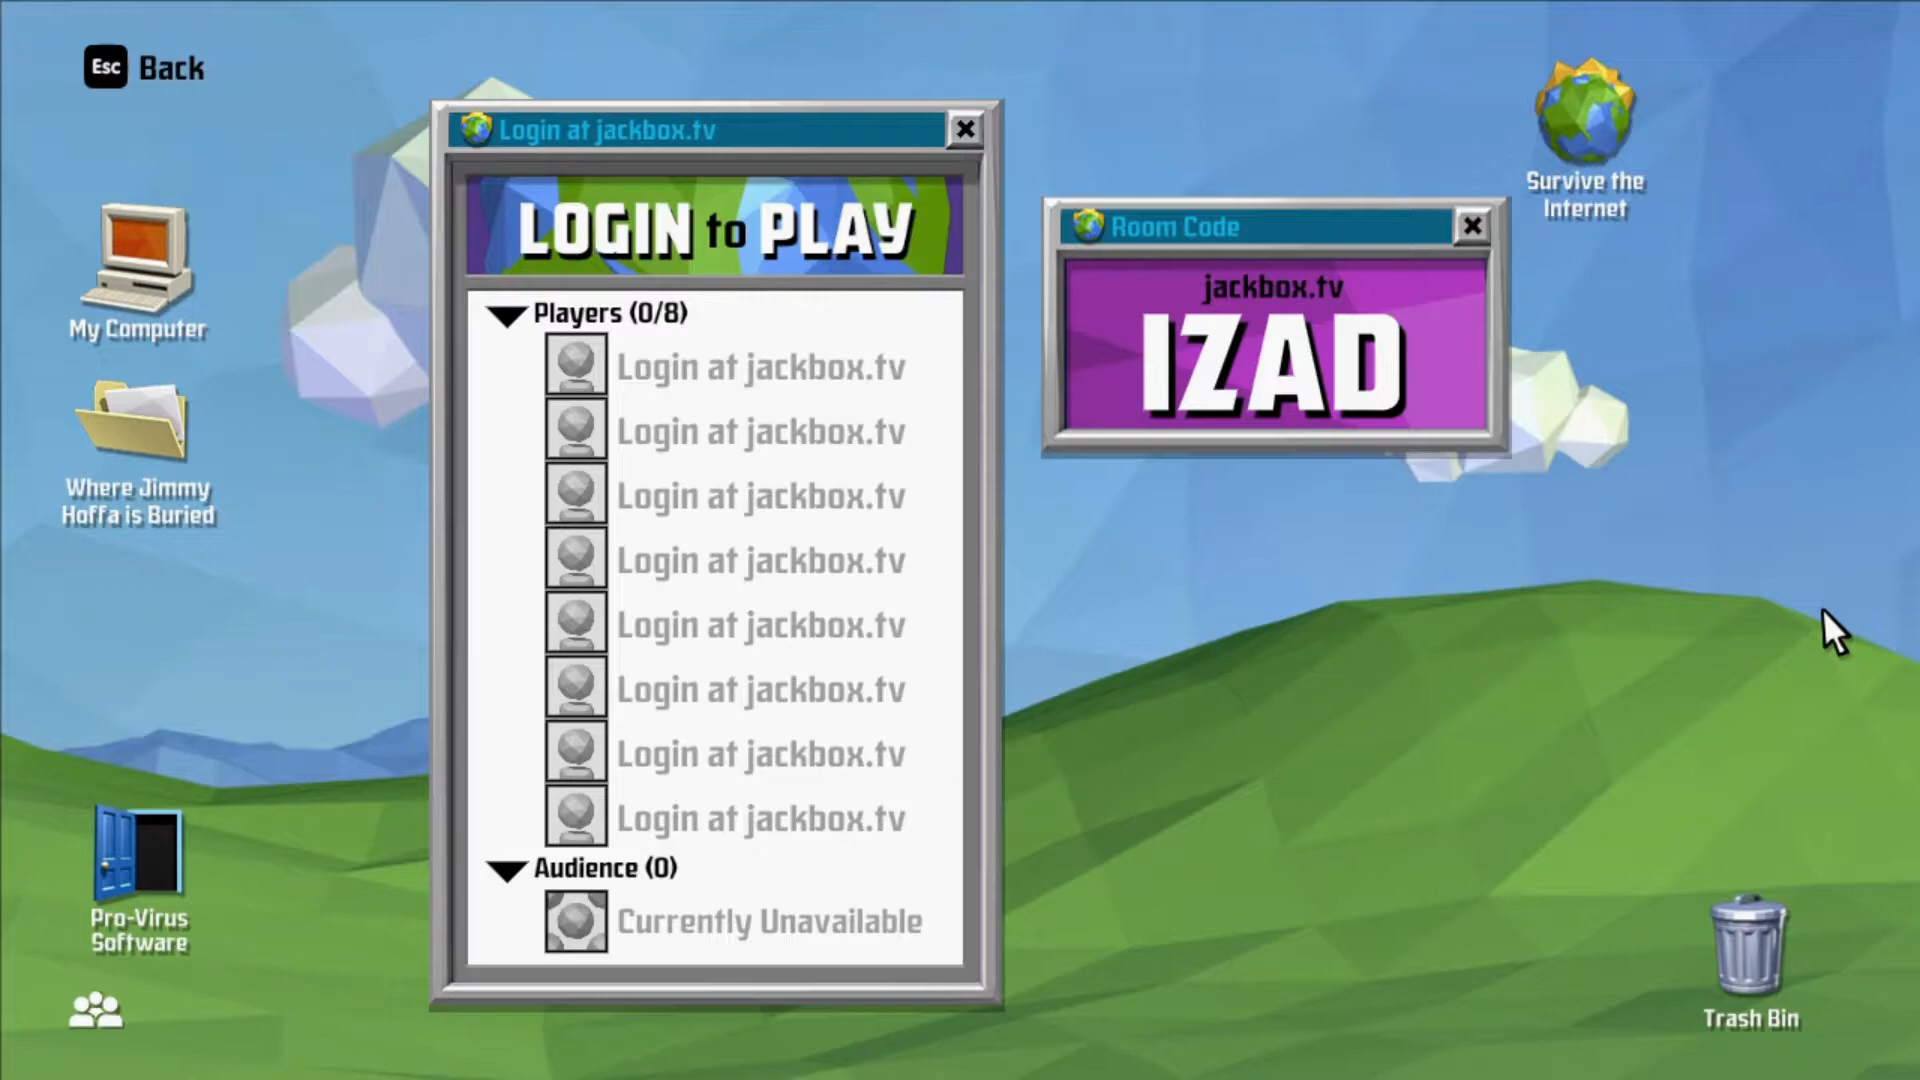 Esc Back
Login at jackbox.tv
LOGIN to PLAY
Players (0/8)
Login at jackbox.tv
Login at jackbox.tv
Login at jackbox.tv
Login at jackbox.tv
Login at jackbox.tv
Login at jackbox.tv
Login at jackbox.tv
Login at jackbox.tv
Audience (0)
Currently Unavailable
Room Code
jackbox.tv
IZAD
Survive the
Internet
My Computer
Where Jimmy
Hoffa is Buried
Pro-Virus
Software
Trash Bin